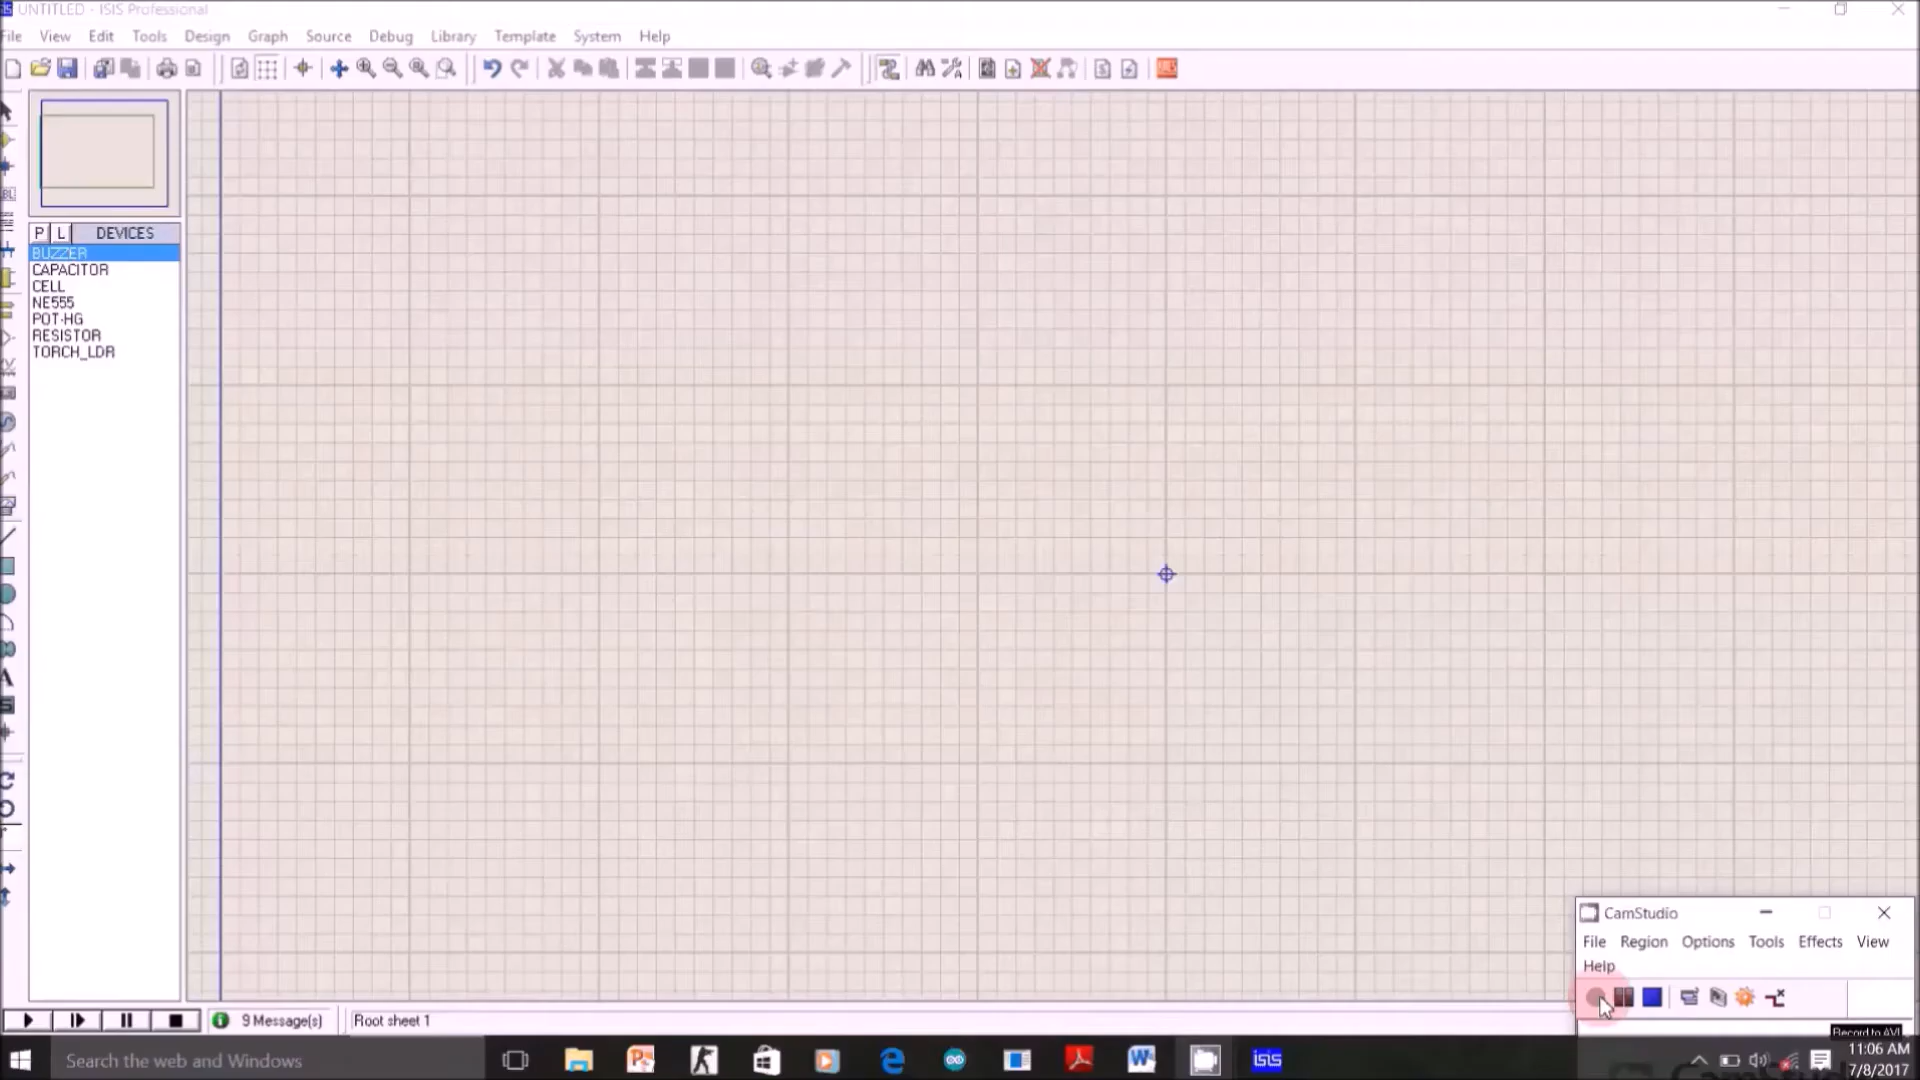 UNTITLED - ISIS Professional
File View Edit Tools Design Graph Source Debug Library Template System Help
P L DEVICES
BUZZER
CAPACITOR
CELL
NE555
POT-HG
RESISTOR
TORCH_LDR
CamStudio
File Region Options Tools Effects View
Help
Record to AVI
9 Message(s) Root sheet 1
Search the web and Windows
isis
11:06 AM
7/8/2017